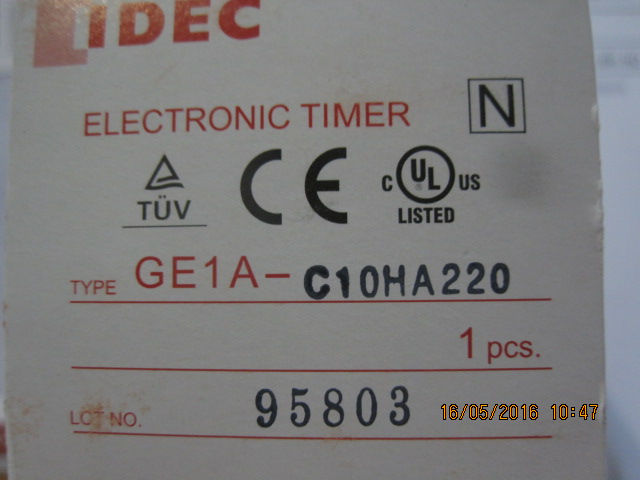 IDEC
ELECTRONIC TIMER N
TÜV CE C UL US
LISTED
TYPE GE1A- C10HA220
1 pcs.
LOT NO. 95803 16/05/2016 10:47